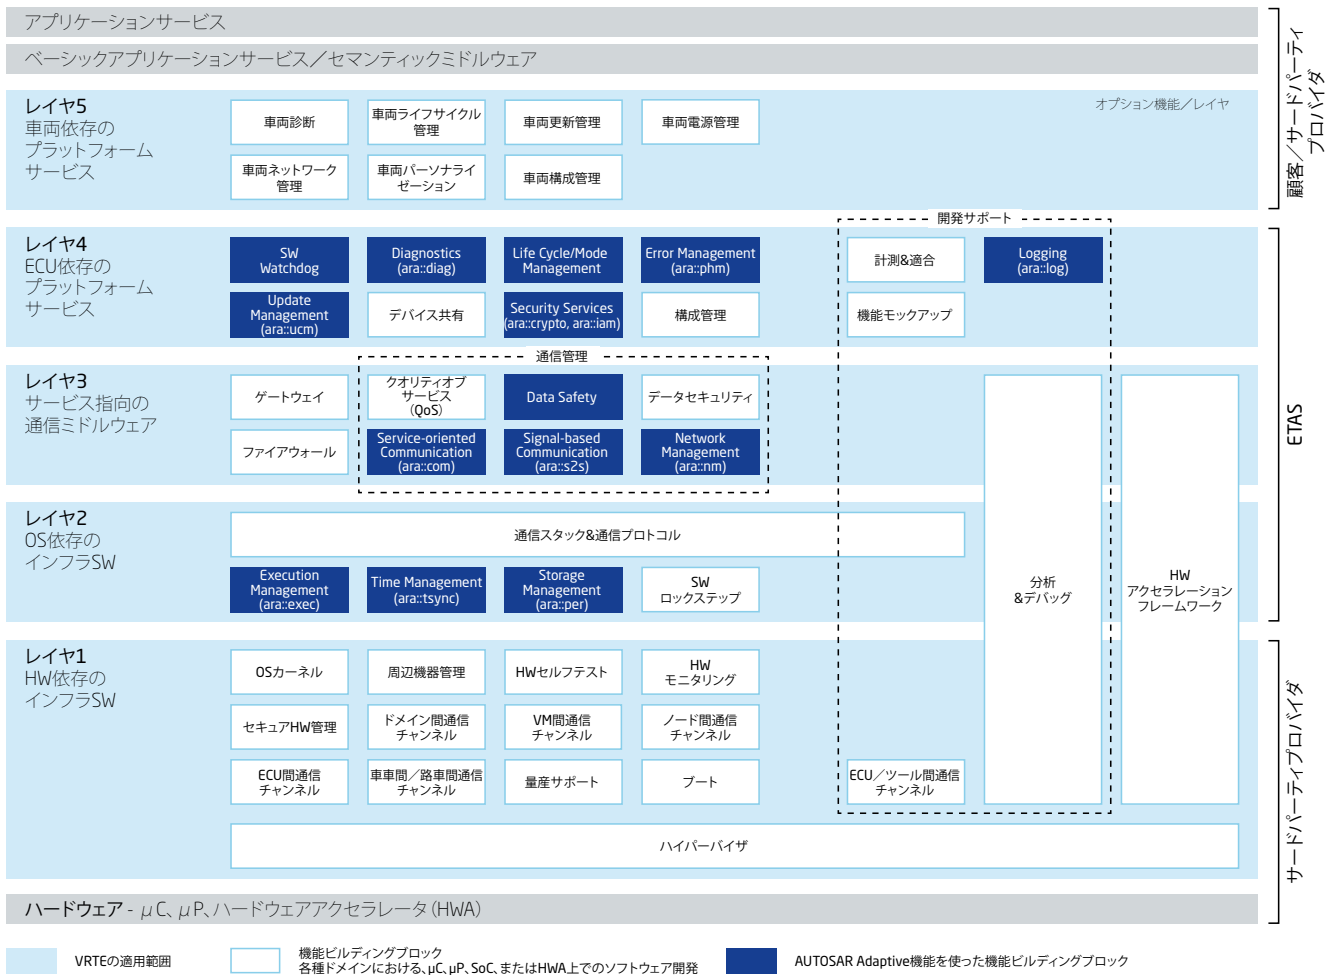 アプリケーションサービス
ベーシックアプリケーションサービス／セマンティックミドルウェア
顧客／サードパーティ
プロバイダ
レイヤ5
車両依存の
プラットフォーム
サービス
車両診断
車両ライフサイクル
管理
車両更新管理
車両電源管理
オプション機能／レイヤ
車両ネットワーク
管理
車両パーソナライ
ゼーション
車両構成管理
開発サポート
レイヤ4
ECU依存の
プラットフォーム
サービス
SW
Watchdog
Diagnostics
(ara::diag)
Life Cycle/Mode
Management
Error Management
(ara::phm)
計測&適合
Logging
(ara::log)
Update
Management
(ara::ucm)
デバイス共有
Security Services
(ara::crypto, ara::iam)
構成管理
機能モックアップ
通信管理
レイヤ3
サービス指向の
通信ミドルウェア
ゲートウェイ
クオリティオブ
サービス
（QoS）
Data Safety
データセキュリティ
ファイアウォール
Service-oriented
Communication
(ara::com)
Signal-based
Communication
(ara::s2s)
Network
Management
(ara::nm)
ETAS
レイヤ2
OS依存の
インフラSW
通信スタック&通信プロトコル
Execution
Management
(ara::exec)
Time Management
(ara::tsync)
Storage
Management
(ara::per)
SW
ロックステップ
分析
&デバッグ
HW
アクセラレーション
フレームワーク
レイヤ1
HW依存の
インフラSW
OSカーネル
周辺機器管理
HWセルフテスト
HW
モニタリング
セキュアHW管理
ドメイン間通信
チャンネル
VM間通信
チャンネル
ノード間通信
チャンネル
ECU間通信
チャンネル
車車間／路車間通信
チャンネル
量産サポート
ブート
ECU／ツール間通信
チャンネル
ハイパーバイザ
サードパーティプロバイダ
ハードウェア - μC、μP、ハードウェアアクセラレータ（HWA）
VRTEの適用範囲
機能ビルディングブロック
各種ドメインにおける、μC、μP、SoC、またはHWA上でのソフトウェア開発
AUTOSAR Adaptive機能を使った機能ビルディングブロック